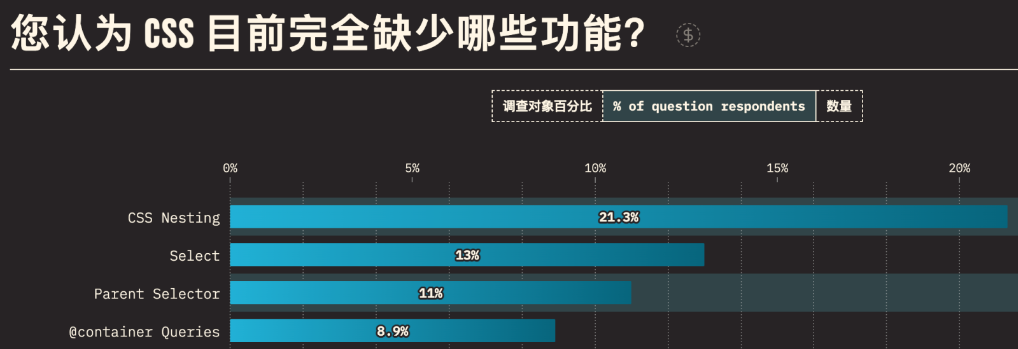 您认为 CSS 目前完全缺少哪些功能? $
调查对象百分比 % of question respondents 数量
0% 5% 10% 15% 20%
CSS Nesting 21.3%
Select 13%
Parent Selector 11%
@container Queries 8.9%